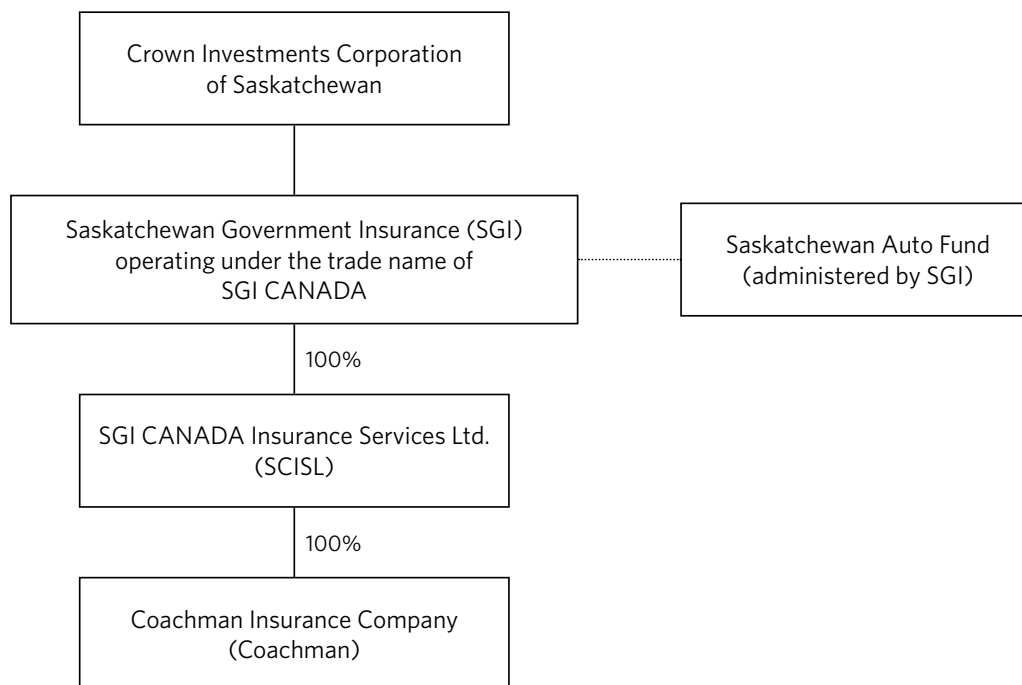 Crown Investments Corporation
of Saskatchewan
Saskatchewan Government Insurance (SGI)
operating under the trade name of
SGI CANADA
Saskatchewan Auto Fund
(administered by SGI)
100%
SGI CANADA Insurance Services Ltd.
(SCISL)
100%
Coachman Insurance Company
(Coachman)